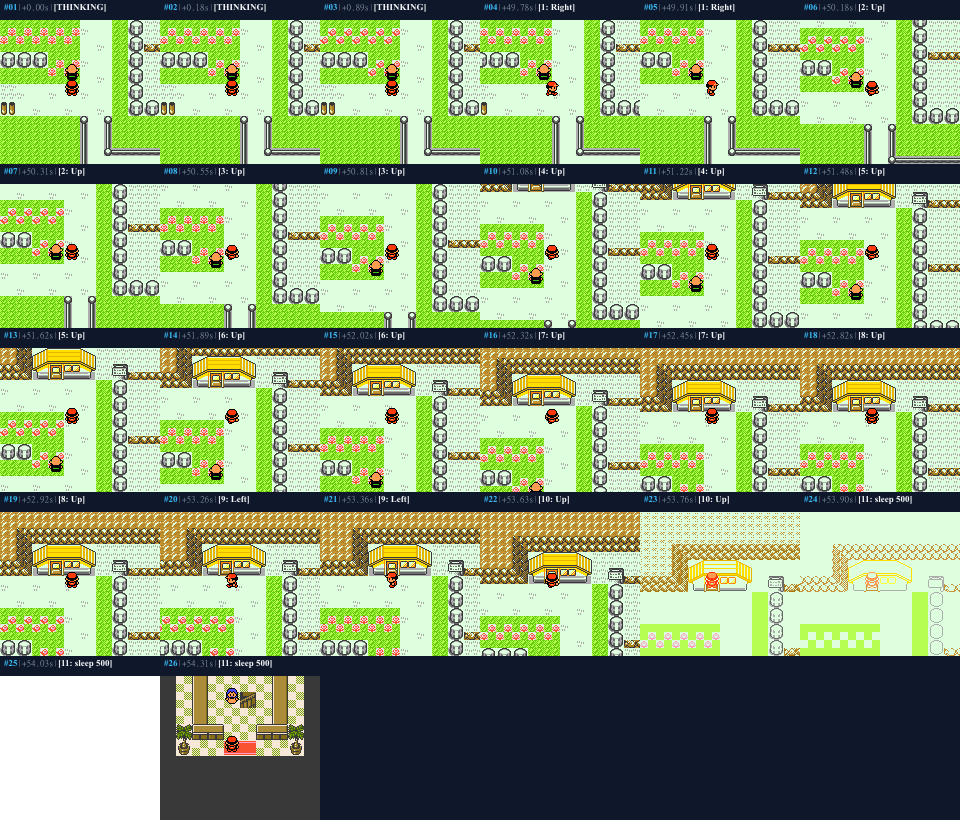 #01|+0.00s|[THINKING]
#02|+0.18s|[THINKING]
#03|+0.89s|[THINKING]
#04|+49.78s|[1: Right]
#05|+49.91s|[1: Right]
#06|+50.18s|[2: Up]
#07|+50.31s|[2: Up]
#08|+50.55s|[3: Up]
#09|+50.81s|[3: Up]
#10|+51.08s|[4: Up]
#11|+51.22s|[4: Up]
#12|+51.48s|[5: Up]
#13|+51.62s|[5: Up]
#14|+51.89s|[6: Up]
#15|+52.02s|[6: Up]
#16|+52.32s|[7: Up]
#17|+52.45s|[7: Up]
#18|+52.82s|[8: Up]
#19|+52.92s|[8: Up]
#20|+53.26s|[9: Left]
#21|+53.36s|[9: Left]
#22|+53.63s|[10: Up]
#23|+53.76s|[10: Up]
#24|+53.90s|[11: sleep 500]
#25|+54.03s|[11: sleep 500]
#26|+54.31s|[11: sleep 500]